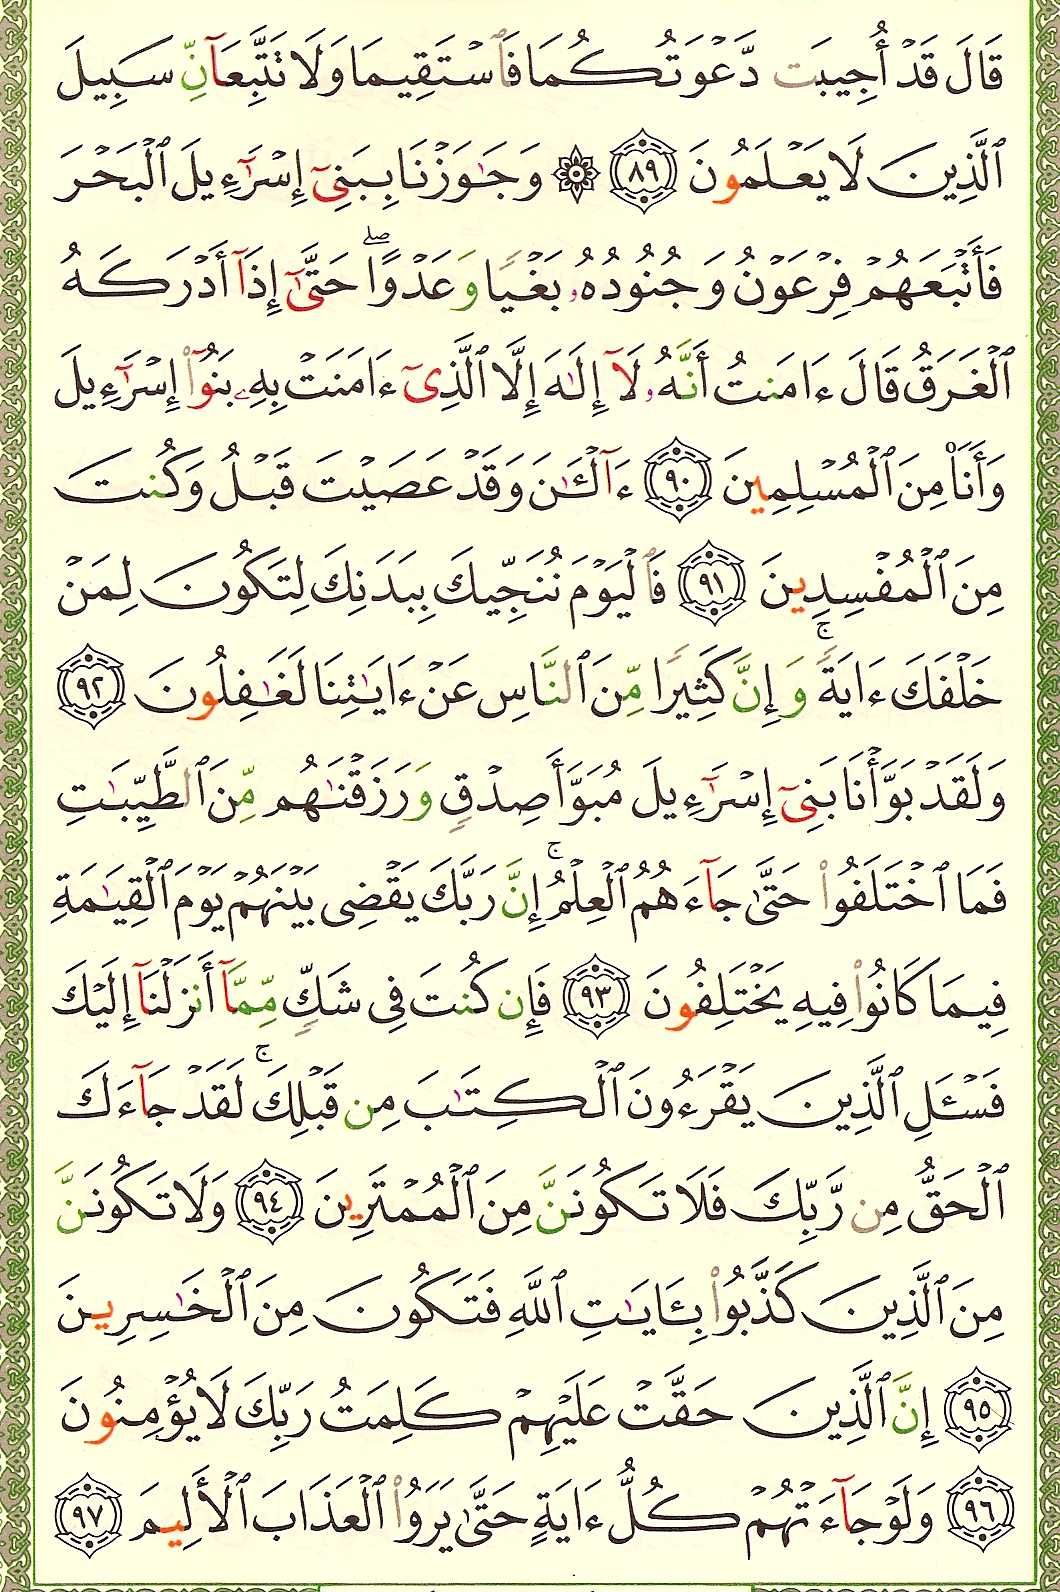 قَالَ قَدْ أُجِيبَت دَّعْوَتُكُمَا فَٱسْتَقِيمَا وَلَا تَتَّبِعَآنِّ سَبِيلَ
ٱلَّذِينَ لَا يَعْلَمُونَ ٨٩ ۞ وَجَٰوَزْنَا بِبَنِىٓ إِسْرَٰٓءِيلَ ٱلْبَحْرَ
فَأَتْبَعَهُمْ فِرْعَوْنُ وَجُنُودُهُۥ بَغْيًا وَعَدْوًا ۖ حَتَّىٰٓ إِذَآ أَدْرَكَهُ
ٱلْغَرَقُ قَالَ ءَامَنتُ أَنَّهُۥ لَآ إِلَٰهَ إِلَّا ٱلَّذِىٓ ءَامَنَتْ بِهِۦ بَنُوٓا۟ إِسْرَٰٓءِيلَ
وَأَنَا۠ مِنَ ٱلْمُسْلِمِينَ ٩٠ ءَآلْـَٰٔنَ وَقَدْ عَصَيْتَ قَبْلُ وَكُنتَ
مِنَ ٱلْمُفْسِدِينَ ٩١ فَٱلْيَوْمَ نُنَجِّيكَ بِبَدَنِكَ لِتَكُونَ لِمَنْ
خَلْفَكَ ءَايَةً ۚ وَإِنَّ كَثِيرًا مِّنَ ٱلنَّاسِ عَنْ ءَايَٰتِنَا لَغَٰفِلُونَ ٩٢
وَلَقَدْ بَوَّأْنَا بَنِىٓ إِسْرَٰٓءِيلَ مُبَوَّأَ صِدْقٍ وَرَزَقْنَٰهُم مِّنَ ٱلطَّيِّبَٰتِ
فَمَا ٱخْتَلَفُوا۟ حَتَّىٰ جَآءَهُمُ ٱلْعِلْمُ ۚ إِنَّ رَبَّكَ يَقْضِى بَيْنَهُمْ يَوْمَ ٱلْقِيَٰمَةِ
فِيمَا كَانُوا۟ فِيهِ يَخْتَلِفُونَ ٩٣ فَإِن كُنتَ فِى شَكٍّ مِّمَّآ أَنزَلْنَآ إِلَيْكَ
فَسْـَٔلِ ٱلَّذِينَ يَقْرَءُونَ ٱلْكِتَٰبَ مِن قَبْلِكَ ۚ لَقَدْ جَآءَكَ
ٱلْحَقُّ مِن رَّبِّكَ فَلَا تَكُونَنَّ مِنَ ٱلْمُمْتَرِينَ ٩٤ وَلَا تَكُونَنَّ
مِنَ ٱلَّذِينَ كَذَّبُوا۟ بِـَٔايَٰتِ ٱللَّهِ فَتَكُونَ مِنَ ٱلْخَٰسِرِينَ
٩٥ إِنَّ ٱلَّذِينَ حَقَّتْ عَلَيْهِمْ كَلِمَتُ رَبِّكَ لَا يُؤْمِنُونَ
٩٦ وَلَوْ جَآءَتْهُمْ كُلُّ ءَايَةٍ حَتَّىٰ يَرَوُا۟ ٱلْعَذَابَ ٱلْأَلِيمَ ٩٧